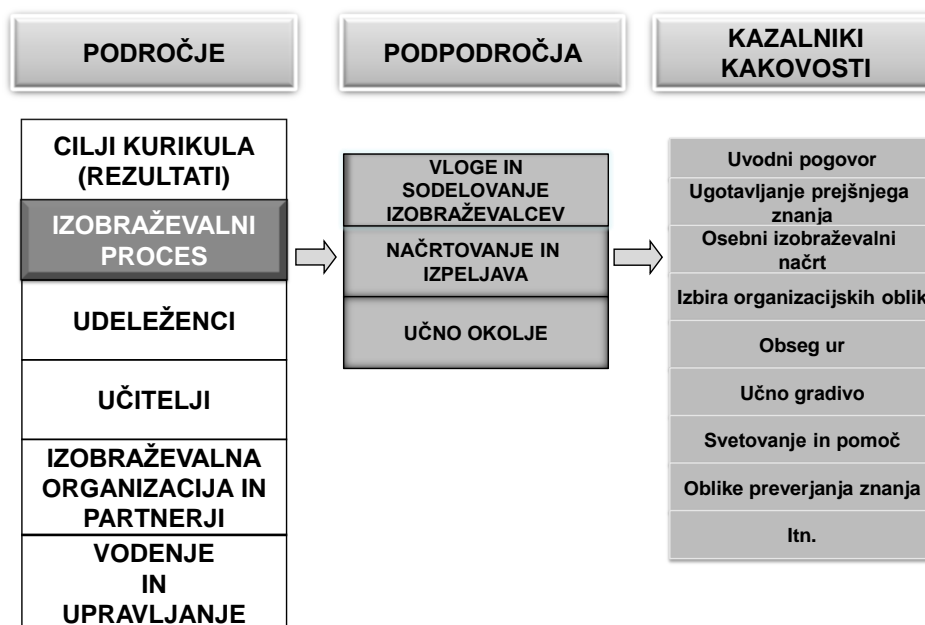 PODROČJE
PODPODROČJA
KAZALNIKI
KAKOVOSTI
CILJI KURIKULA
(REZULTATI)
IZOBRAŽEVALNI
PROCES
UDELEŽENCI
UČITELJI
IZOBRAŽEVALNA
ORGANIZACIJA IN
PARTNERJI
VODENJE
IN
UPRAVLJANJE
VLOGE IN
SODELOVANJE
IZOBRAŽEVALCEV
NAČRTOVANJE IN
IZPELJAVA
UČNO OKOLJE
Uvodni pogovor
Ugotavljanje prejšnjega
znanja
Osebni izobraževalni
načrt
Izbira organizacijskih oblik
Obseg ur
Učno gradivo
Svetovanje in pomoč
Oblike preverjanja znanja
Itn.